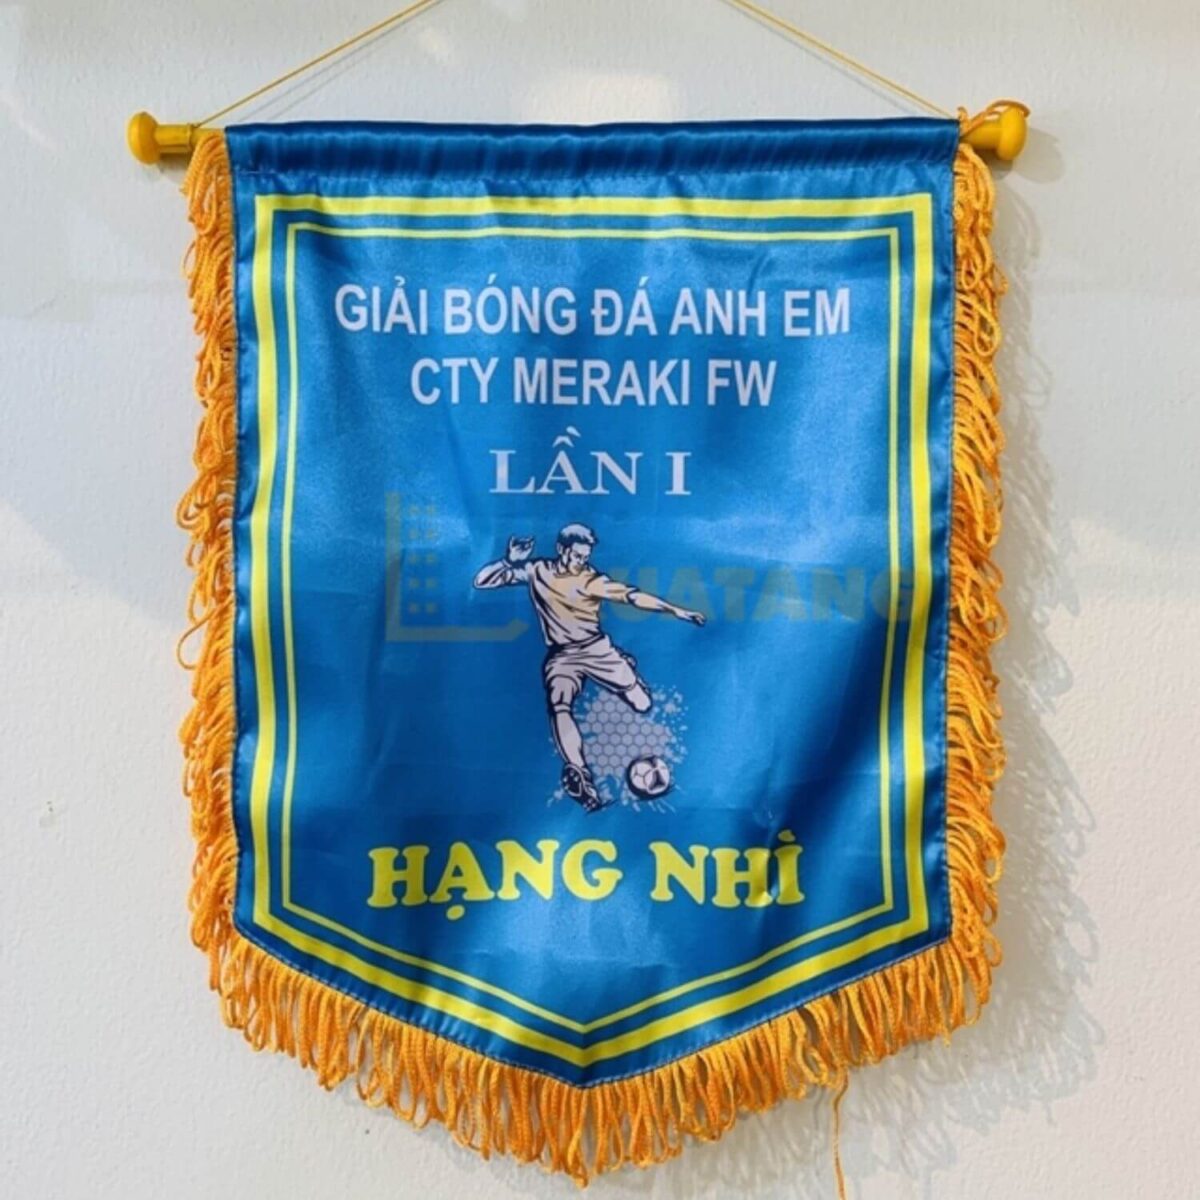 GIẢI BÓNG ĐÁ ANH EM
CTY MERAKI FW
LẦN I
HẠNG NHÌ